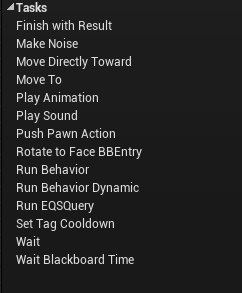 Tasks
Finish with Result
Make Noise
Move Directly Toward
Move To
Play Animation
Play Sound
Push Pawn Action
Rotate to Face BBEntry
Run Behavior
Run Behavior Dynamic
Run EQSQuery
Set Tag Cooldown
Wait
Wait Blackboard Time